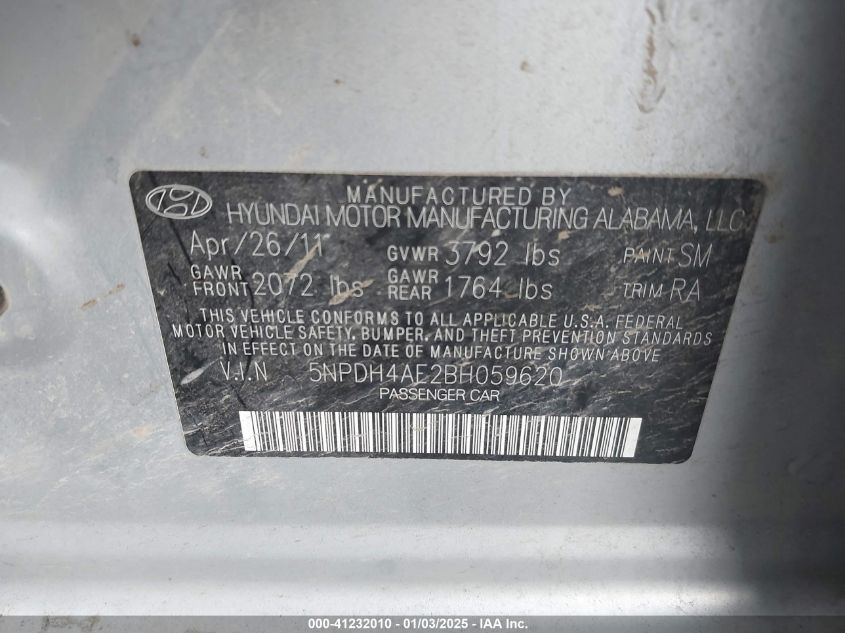 MANUFACTURED BY
HYUNDAI MOTOR MANUFACTURING ALABAMA, LLC
Apr/26/11 GVWR 3792 lbs PAINT SM
GAWR FRONT 2072 lbs GAWR REAR 1764 lbs TRIM RA
THIS VEHICLE CONFORMS TO ALL APPLICABLE U.S.A. FEDERAL
MOTOR VEHICLE SAFETY, BUMPER, AND THEFT PREVENTION STANDARDS
IN EFFECT ON THE DATE OF MANUFACTURE SHOWN ABOVE.
V.I.N 5NPDH4AE2BH059620
PASSENGER CAR
000-41232010 - 01/03/2025 - IAA Inc.